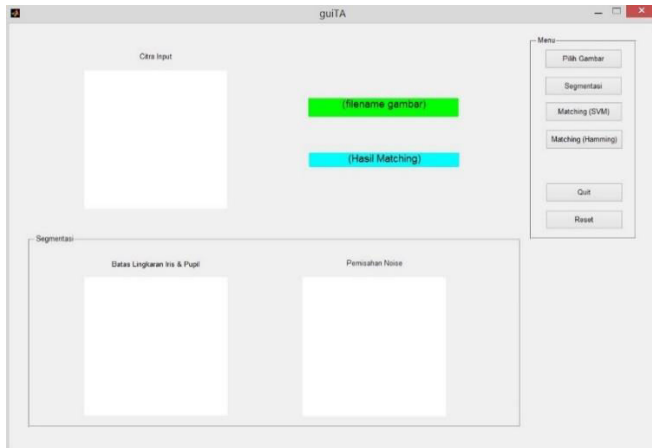 guiTA
Citra Input
(filename gambar)
(Hasil Matching)
Menu
Pilih Gambar
Segmentasi
Matching (SVM)
Matching (Hamming)
Quit
Reset
Segmentasi
Batas Lingkaran Iris & Pupil
Pemisahan Noise